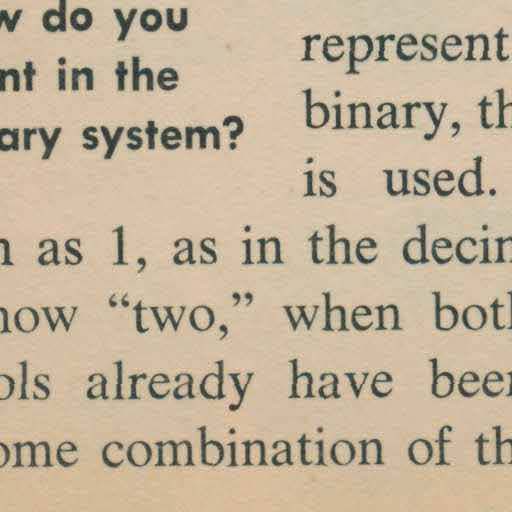 w do you
nt in the
ary system?
represent
binary, th
is used.
n as 1, as in the decin
now “two,” when both
ols already have been
ome combination of th